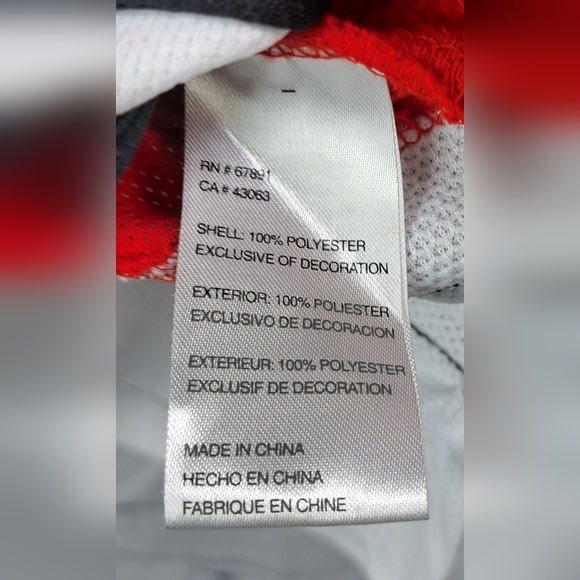 RN # 67891
CA # 43063
SHELL: 100% POLYESTER
EXCLUSIVE OF DECORATION
EXTERIOR: 100% POLIESTER
EXCLUSIVO DE DECORACION
EXTERIEUR: 100% POLYESTER
EXCLUSIF DE DECORATION
MADE IN CHINA
HECHO EN CHINA
FABRIQUE EN CHINE